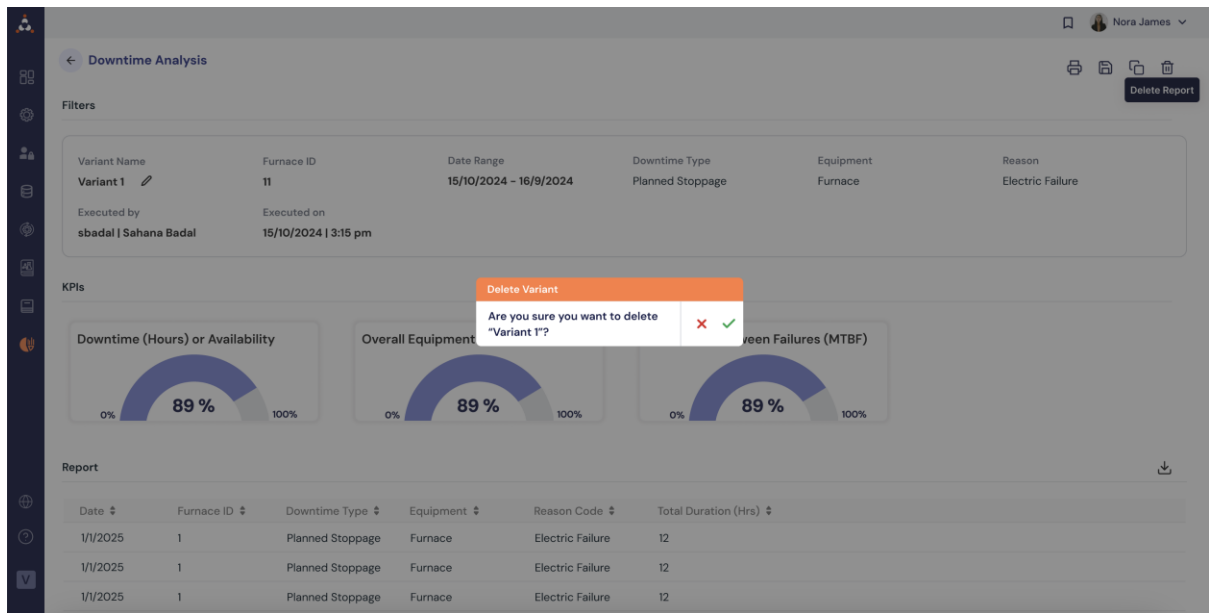 Nora James
Downtime Analysis
Delete Report
Filters
Variant Name
Furnace ID
Date Range
Downtime Type
Equipment
Reason
Variant 1
11
15/10/2024 - 16/9/2024
Planned Stoppage
Furnace
Electric Failure
Executed by
Executed on
sbadal | Sahana Badal
15/10/2024 | 3:15 pm
KPIs
Delete Variant
Are you sure you want to delete
“Variant 1”?
Downtime (Hours) or Availability
Overall Equipment
Failures (MTBF)
0% 89 % 100%
0% 89 % 100%
0% 89 % 100%
Report
Date Furnace ID Downtime Type Equipment Reason Code Total Duration (Hrs)
1/1/2025 1 Planned Stoppage Furnace Electric Failure 12
1/1/2025 1 Planned Stoppage Furnace Electric Failure 12
1/1/2025 1 Planned Stoppage Furnace Electric Failure 12
V